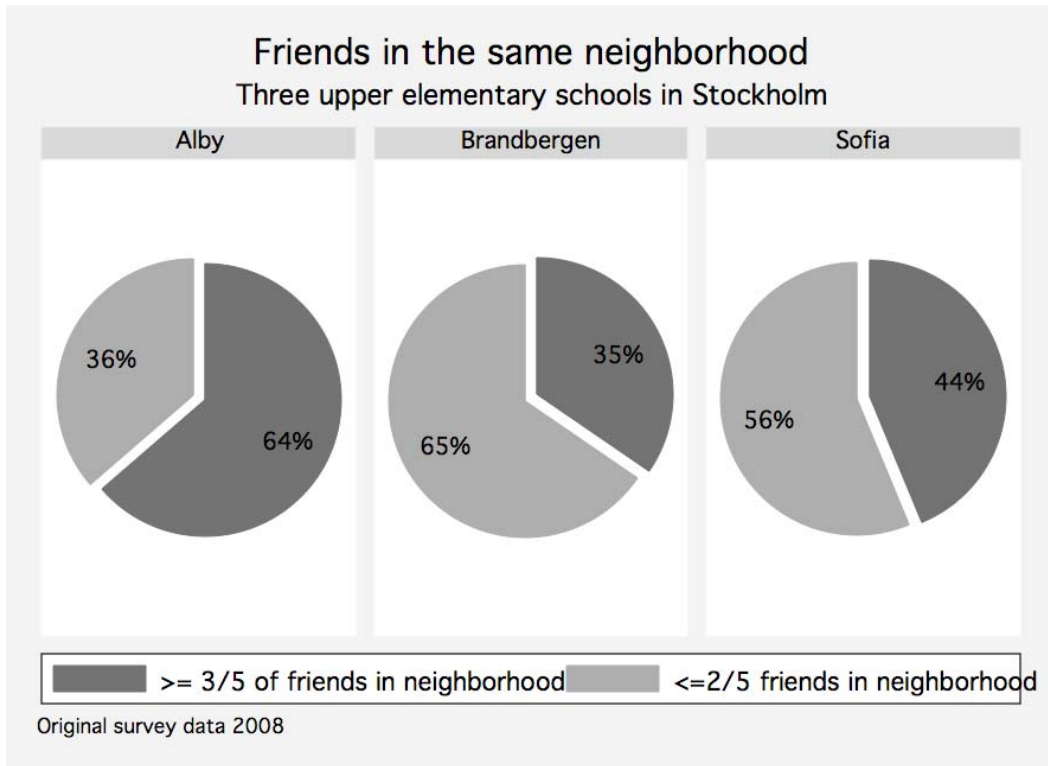 Friends in the same neighborhood
Three upper elementary schools in Stockholm
Alby
Brandbergen
Sofia
36%
64%
35%
65%
44%
56%
>= 3/5 of friends in neighborhood
<=2/5 friends in neighborhood
Original survey data 2008